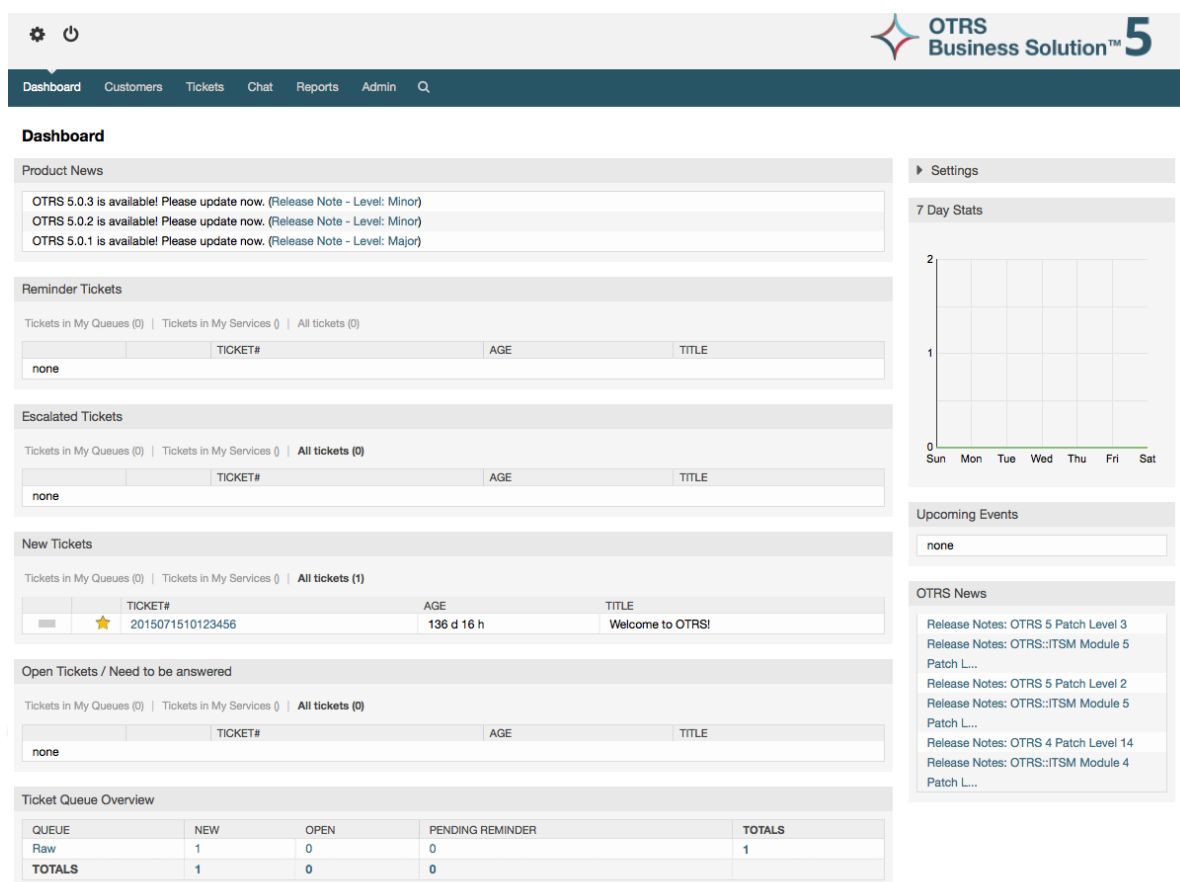 OTRS
Business Solution™ 5
Dashboard Customers Tickets Chat Reports Admin
Dashboard
Product News
OTRS 5.0.3 is available! Please update now. (Release Note - Level: Minor)
OTRS 5.0.2 is available! Please update now. (Release Note - Level: Minor)
OTRS 5.0.1 is available! Please update now. (Release Note - Level: Major)
Reminder Tickets
Tickets in My Queues (0) | Tickets in My Services () | All tickets (0)
TICKET# AGE TITLE
none
Escalated Tickets
Tickets in My Queues (0) | Tickets in My Services () | All tickets (0)
TICKET# AGE TITLE
none
New Tickets
Tickets in My Queues (0) | Tickets in My Services () | All tickets (1)
TICKET# AGE TITLE
2015071510123456 136 d 16 h Welcome to OTRS!
Open Tickets / Need to be answered
Tickets in My Queues (0) | Tickets in My Services () | All tickets (0)
TICKET# AGE TITLE
none
Ticket Queue Overview
QUEUE NEW OPEN PENDING REMINDER TOTALS
Raw 1 0 0 1
TOTALS 1 0 0
Settings
7 Day Stats
2
1
0
Sun Mon Tue Wed Thu Fri Sat
Upcoming Events
none
OTRS News
Release Notes: OTRS 5 Patch Level 3
Release Notes: OTRS::ITSM Module 5
Patch L...
Release Notes: OTRS 5 Patch Level 2
Release Notes: OTRS::ITSM Module 5
Patch L...
Release Notes: OTRS 4 Patch Level 14
Release Notes: OTRS::ITSM Module 4
Patch L...